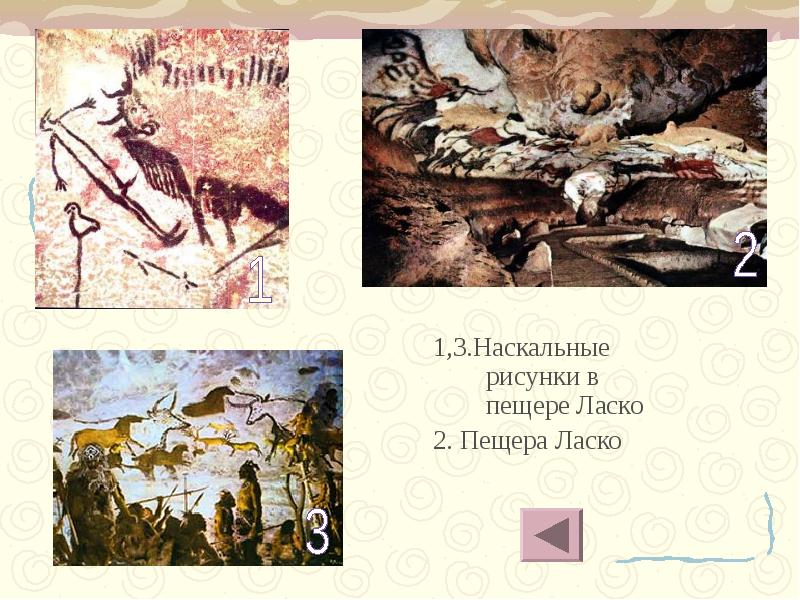 1
2
1,3.Наскальные
рисунки в
пещере Ласко
2. Пещера Ласко
3